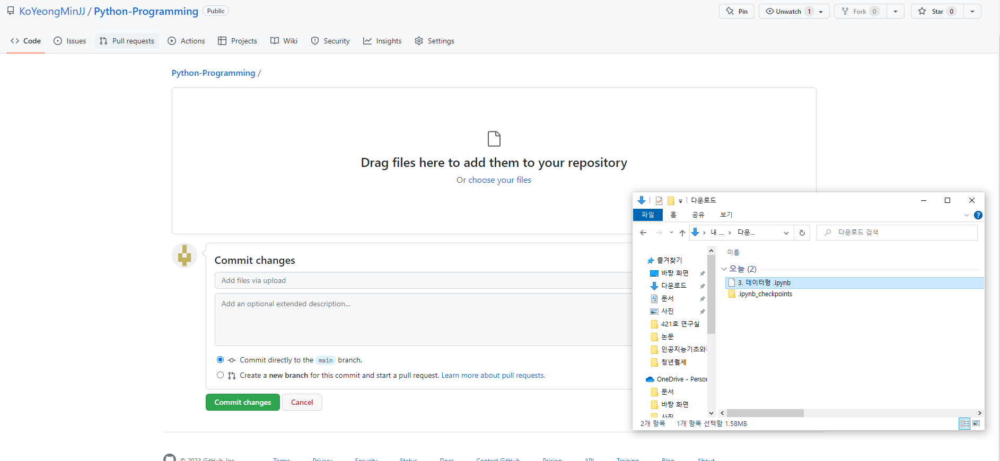 KoYeongMinJJ / Python-Programming Public
Pin Unwatch 1 Fork 0 Star 0
Code Issues Pull requests Actions Projects Wiki Security Insights Settings
Python-Programming /
Drag files here to add them to your repository
Or choose your files
Commit changes
Add files via upload
Add an optional extended description...
Commit directly to the main branch.
Create a new branch for this commit and start a pull request. Learn more about pull requests.
Commit changes Cancel
다운로드
파일 홈 공유 보기
내 ... 다운...
다운로드 검색
즐겨찾기
바탕 화면
다운로드
문서
사진
421호 연구실
논문
인공지능기초와
청년월세
OneDrive - Person
문서
바탕 화면
사진
이름
오늘 (2)
3. 데이터형 .ipynb
.ipynb_checkpoints
2개 항목 1개 항목 선택함 1.58MB
© 2023 GitHub, Inc. Terms Privacy Security Status Docs Contact GitHub Pricing API Training Blog About